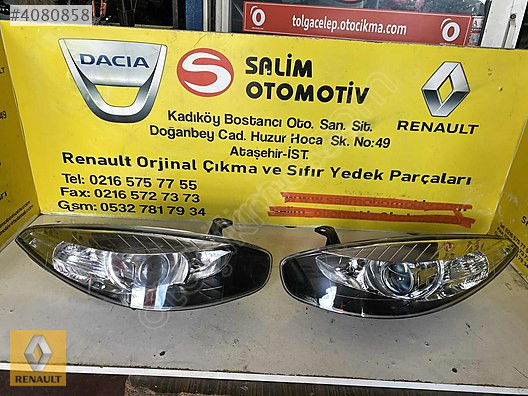 #4080858
tolgacelep.otocikma.com
DACIA
S
SALİM
OTOMOTİV
RENAULT
Kadıköy Bostancı Oto. San. Sit.
Doğanbey Cad. Huzur Hoca Sk. No:49
Ataşehir-İST.
Renault Orjinal Çıkma ve Sıfır Yedek Parçaları
Tel: 0216 575 77 55
Fax: 0216 572 73 73
Gsm: 0532 781 79 34
RENAULT